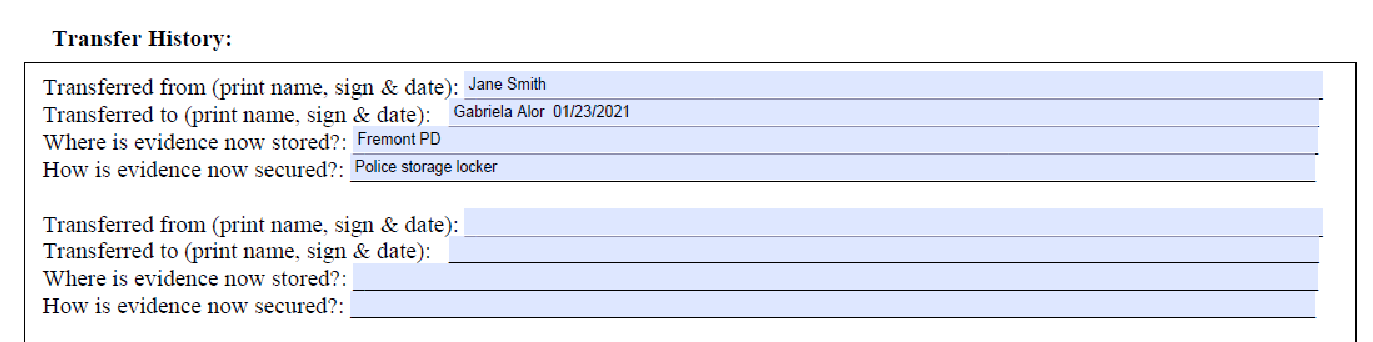 Transfer History:
Transferred from (print name, sign & date): Jane Smith
Transferred to (print name, sign & date): Gabriela Alor 01/23/2021
Where is evidence now stored?: Fremont PD
How is evidence now secured?: Police storage locker
Transferred from (print name, sign & date):
Transferred to (print name, sign & date):
Where is evidence now stored?:
How is evidence now secured?: